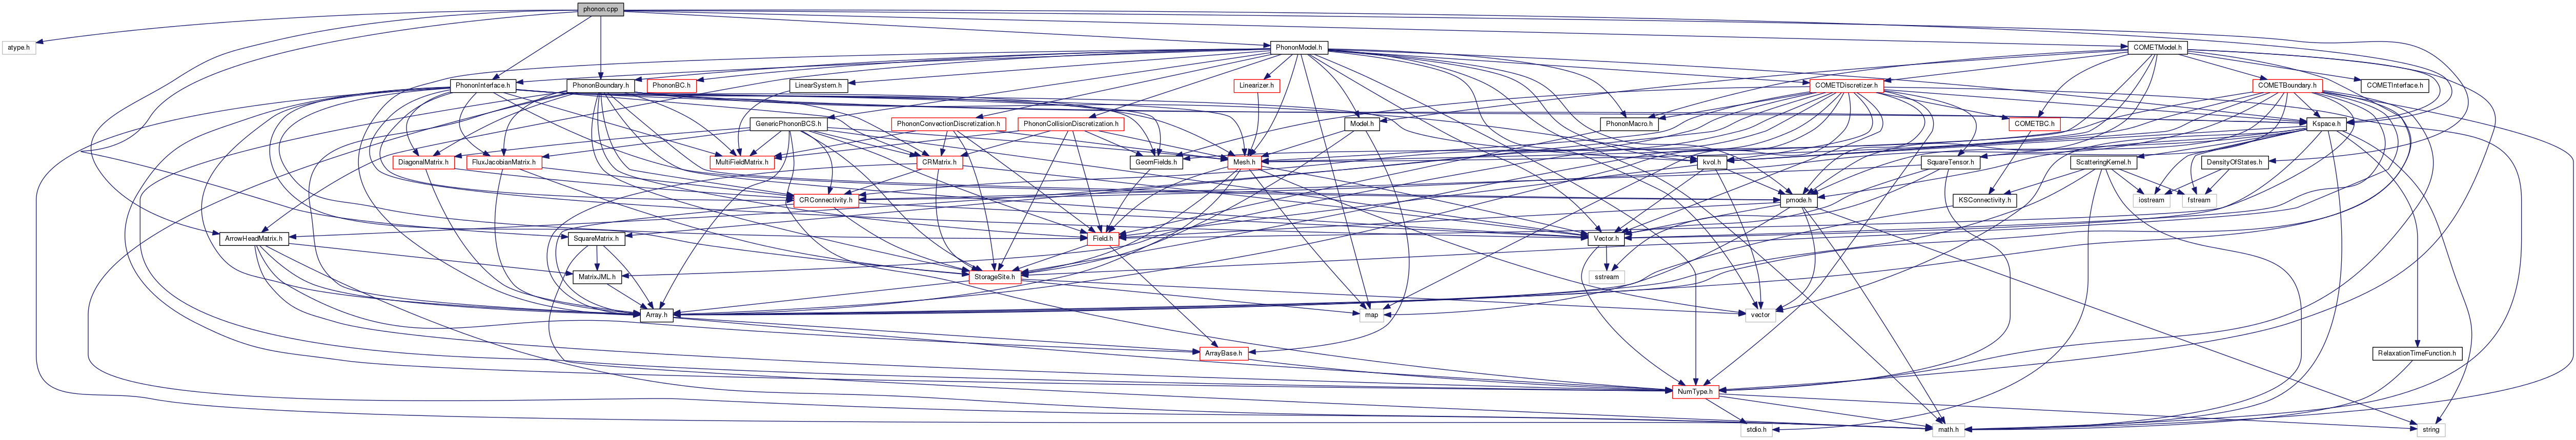 phonon.cpp
atype.h
PhononModel.h
COMETModel.h
PhononInterface.h
PhononBoundary.h
PhononBC.h
LinearSystem.h
Linearizer.h
COMETDiscretizer.h
COMETBoundary.h
COMETInterface.h
GenericPhononBCS.h
PhononConvectionDiscretization.h
PhononCollisionDiscretization.h
Model.h
PhononMacro.h
COMETBC.h
Kspace.h
DiagonalMatrix.h
FluxJacobianMatrix.h
MultiFieldMatrix.h
CRMatrix.h
GeomFields.h
Mesh.h
kvol.h
SquareTensor.h
ScatteringKernel.h
DensityOfStates.h
CRConnectivity.h
pmode.h
KSConnectivity.h
iostream
fstream
ArrowHeadMatrix.h
SquareMatrix.h
Field.h
Vector.h
MatrixJML.h
StorageSite.h
sstream
Array.h
map
vector
ArrayBase.h
RelaxationTimeFunction.h
NumType.h
stdio.h
math.h
string